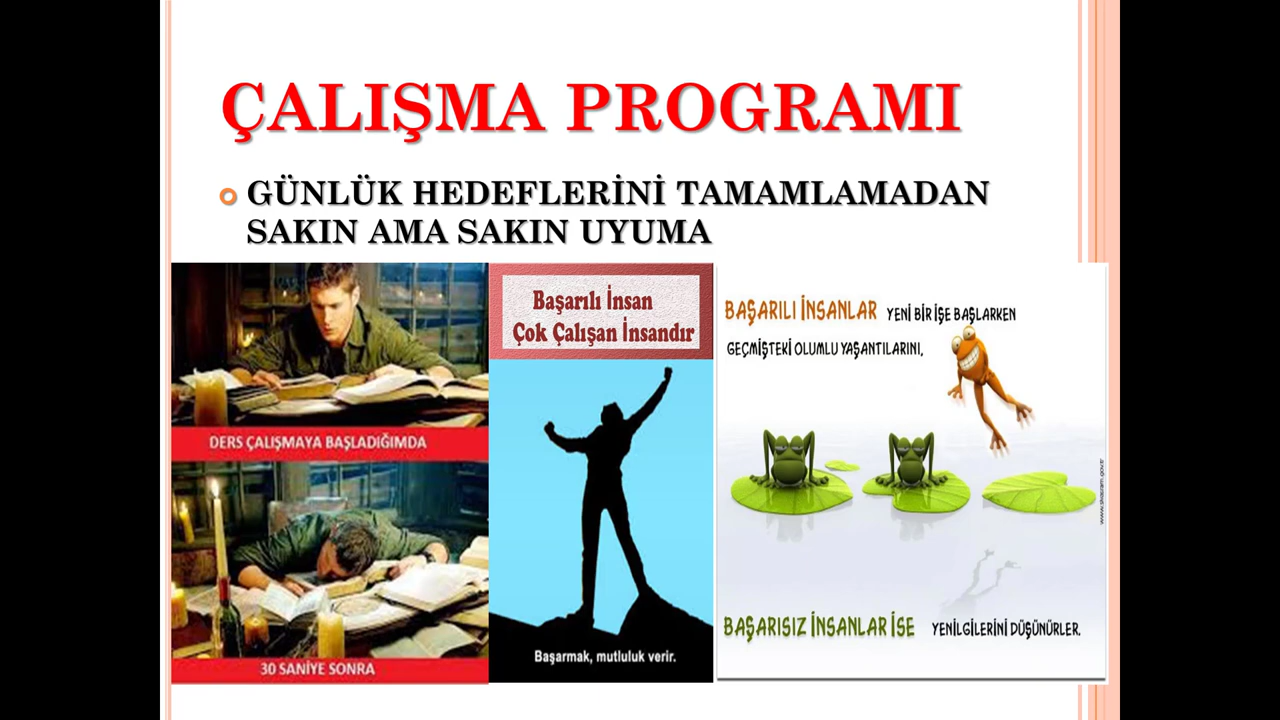 ÇALIŞMA PROGRAMI
GÜNLÜK HEDEFLERİNİ TAMAMLAMADAN
SAKIN AMA SAKIN UYUMA
DERS ÇALIŞMAYA BAŞLADIĞIMDA
30 SANİYE SONRA
Başarılı İnsan
Çok Çalışan İnsandır
Başarmak, mutluluk verir.
BAŞARILI İNSANLAR YENİ BİR İŞE BAŞLARKEN
GEÇMİŞTEKİ OLUMLU YAŞANTILARINI,
BAŞARISIZ İNSANLAR İSE YENİLGİLERİNİ DÜŞÜNÜRLER.